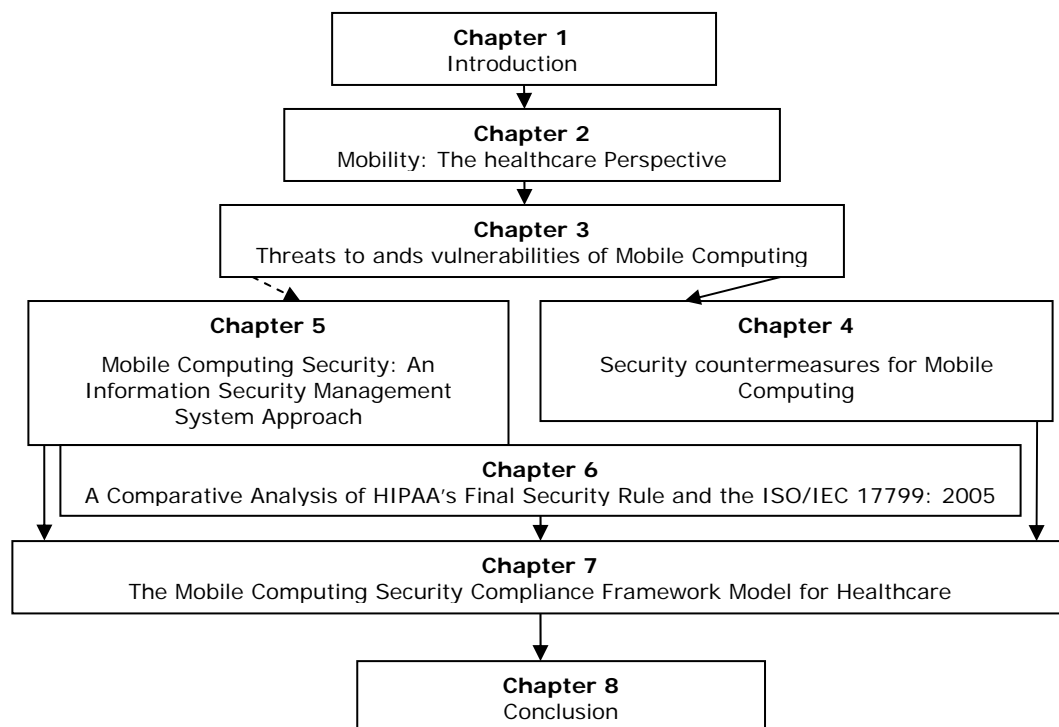 Chapter 1
Introduction
Chapter 2
Mobility: The healthcare Perspective
Chapter 3
Threats to ands vulnerabilities of Mobile Computing
Chapter 5
Mobile Computing Security: An
Information Security Management
System Approach
Chapter 4
Security countermeasures for Mobile
Computing
Chapter 6
A Comparative Analysis of HIPAA's Final Security Rule and the ISO/IEC 17799: 2005
Chapter 7
The Mobile Computing Security Compliance Framework Model for Healthcare
Chapter 8
Conclusion